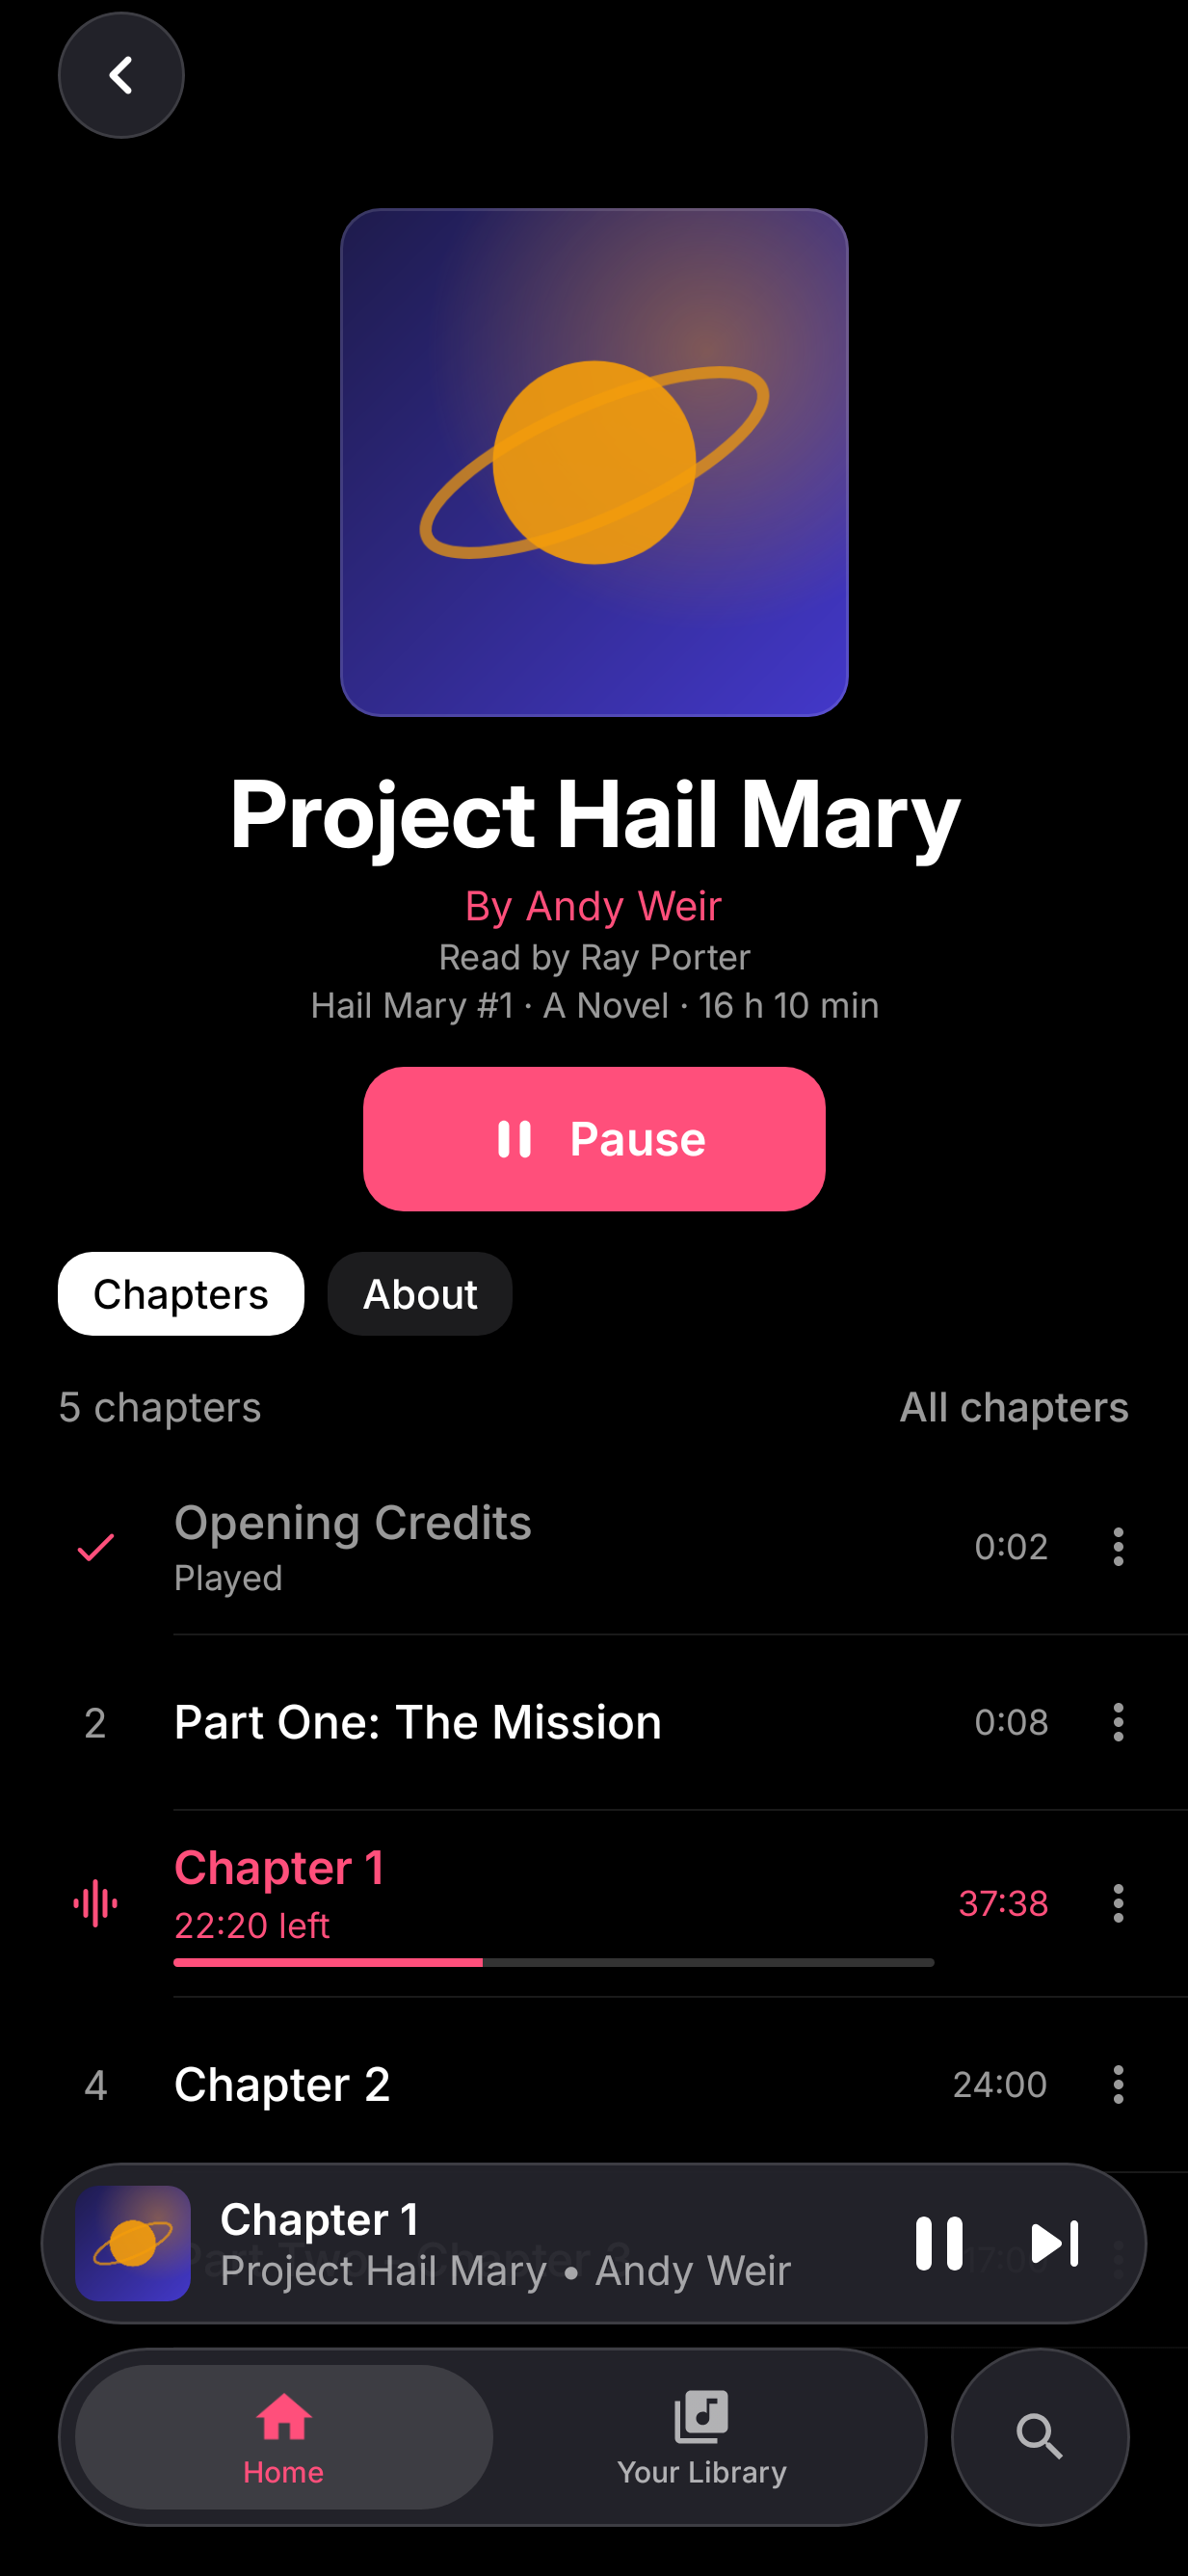 Project Hail Mary
By Andy Weir
Read by Ray Porter
Hail Mary #1 · A Novel · 16 h 10 min
Pause
Chapters
About
5 chapters
All chapters
Opening Credits
0:02
Played
2
Part One: The Mission
0:08
Chapter 1
37:38
22:20 left
4
Chapter 2
24:00
Chapter 1
Project Hail Mary • Andy Weir
Home
Your Library